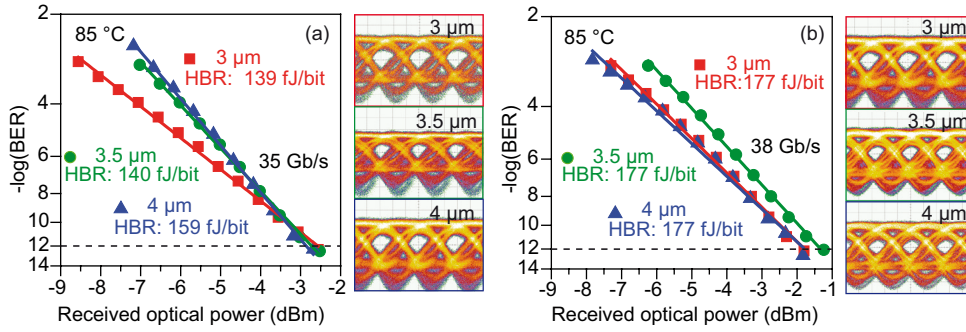 (a)
85 °C
3 µm
HBR: 139 fJ/bit
35 Gb/s
3.5 µm
HBR: 140 fJ/bit
4 µm
HBR: 159 fJ/bit
-log(BER)
2
4
6
8
10
12
14
-9 -8 -7 -6 -5 -4 -3 -2
Received optical power (dBm)
3 µm
3.5 µm
4 µm
(b)
85 °C
3 µm
HBR:177 fJ/bit
38 Gb/s
3.5 µm
HBR: 177 fJ/bit
4 µm
HBR: 177 fJ/bit
-log(BER)
2
4
6
8
10
12
14
-9 -8 -7 -6 -5 -4 -3 -2 -1
Received optical power (dBm)
3 µm
3.5 µm
4 µm